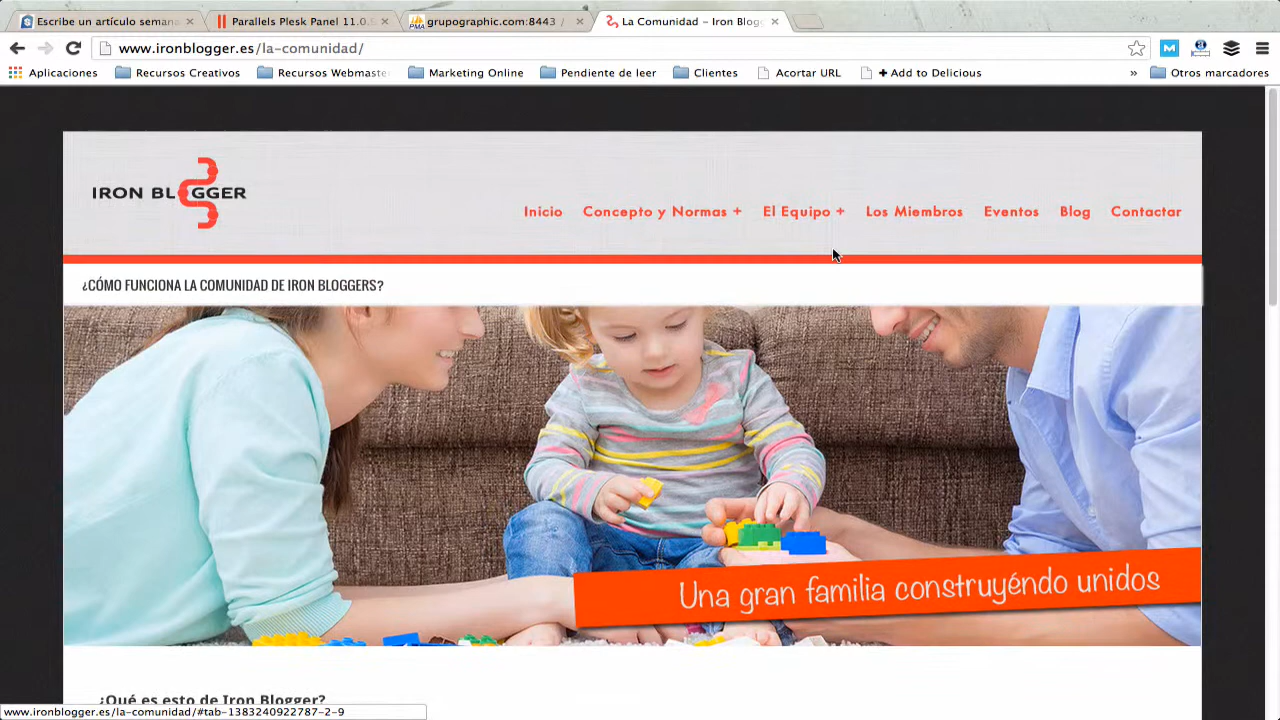 Escribe un artículo semana
Parallels Plesk Panel 11.0.
grupographic.com:8443 /
La Comunidad – Iron Blog
www.ironblogger.es/la-comunidad/
Aplicaciones
Recursos Creativos
Recursos Webmaste
Marketing Online
Pendiente de leer
Clientes
Acortar URL
+ Add to Delicious
»
Otros marcadores
IRON BLOGGER
Inicio
Concepto y Normas +
El Equipo +
Los Miembros
Eventos
Blog
Contactar
¿CÓMO FUNCIONA LA COMUNIDAD DE IRON BLOGGERS?
Una gran familia construyéndo unidos
¿Qué es esto de Iron Blogger?
www.ironblogger.es/la-comunidad/#tab-1383240922787-2-9